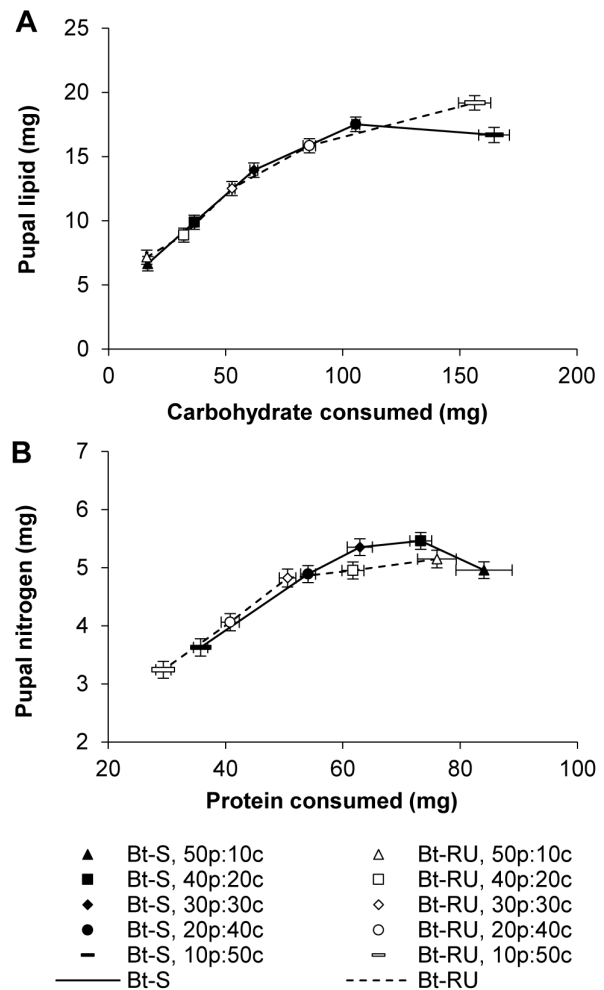 A
25
20
15
10
5
0
Pupal lipid (mg)
0 50 100 150 200
Carbohydrate consumed (mg)
B
7
6
5
4
3
2
Pupal nitrogen (mg)
20 40 60 80 100
Protein consumed (mg)
Bt-S, 50p:10c Bt-RU, 50p:10c
Bt-S, 40p:20c Bt-RU, 40p:20c
Bt-S, 30p:30c Bt-RU, 30p:30c
Bt-S, 20p:40c Bt-RU, 20p:40c
Bt-S, 10p:50c Bt-RU, 10p:50c
Bt-S Bt-RU